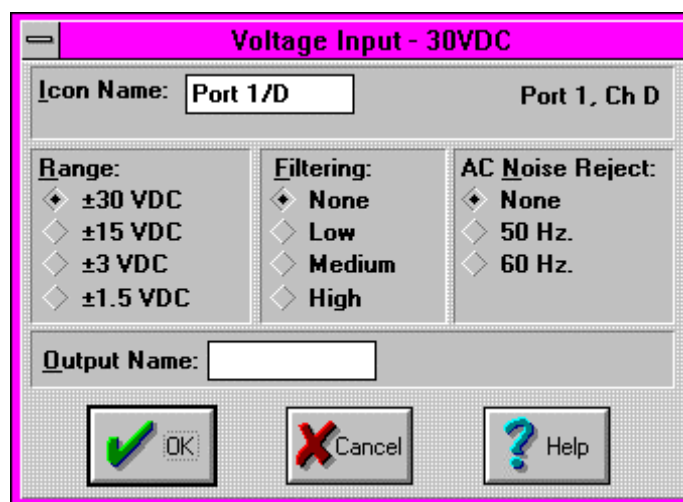 Voltage Input - 30VDC
Icon Name: Port 1/D Port 1, Ch D
Range:
±30 VDC
±15 VDC
±3 VDC
±1.5 VDC
Filtering:
None
Low
Medium
High
AC Noise Reject:
None
50 Hz.
60 Hz.
Output Name:
OK Cancel Help